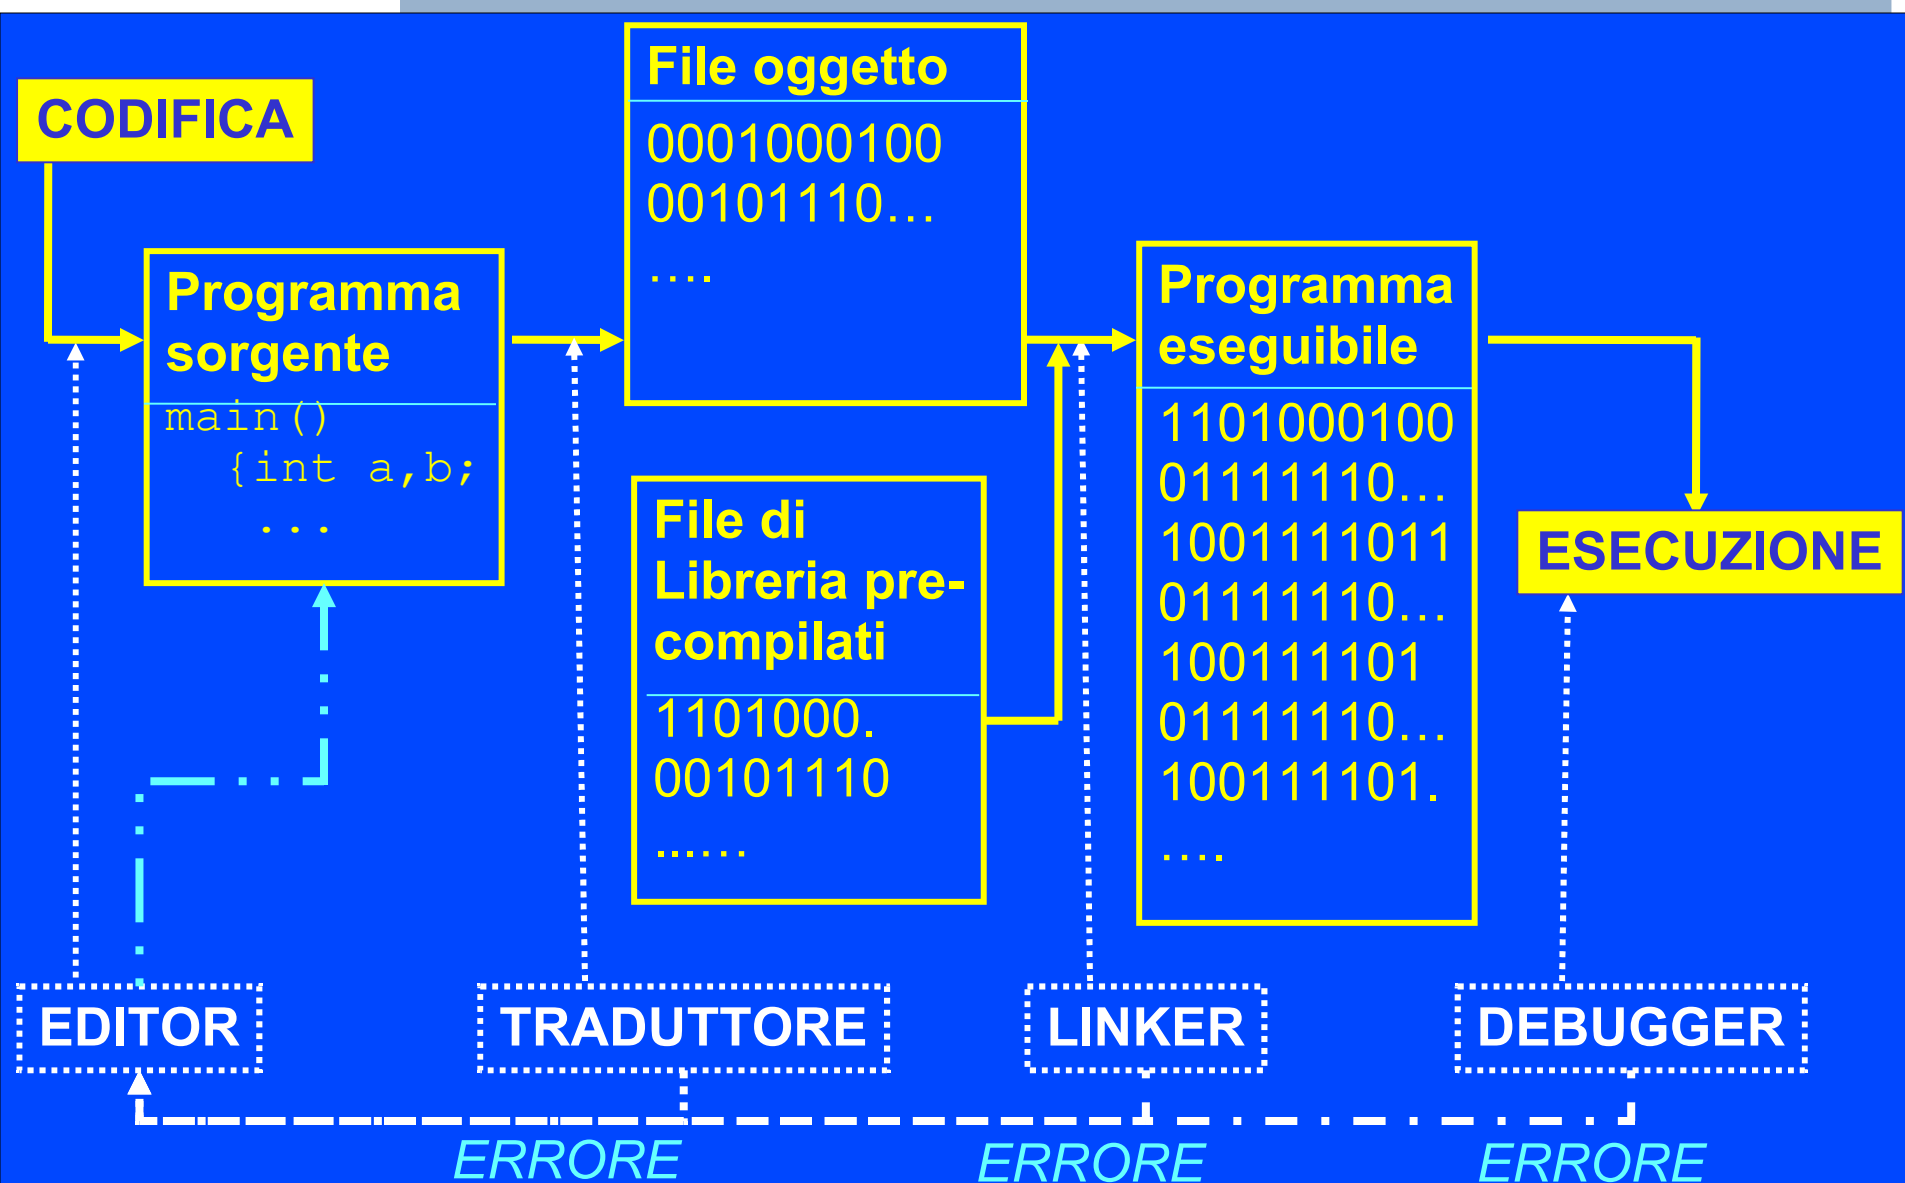 CODIFICA
Programma
sorgente
main()
{int a,b;
...
File oggetto
0001000100
00101110…
….
File di
Libreria pre-
compilati
1101000.
00101110
...…
Programma
eseguibile
1101000100
01111110…
1001111011
01111110…
100111101
01111110…
100111101.
….
ESECUZIONE
EDITOR
TRADUTTORE
LINKER
DEBUGGER
ERRORE
ERRORE
ERRORE